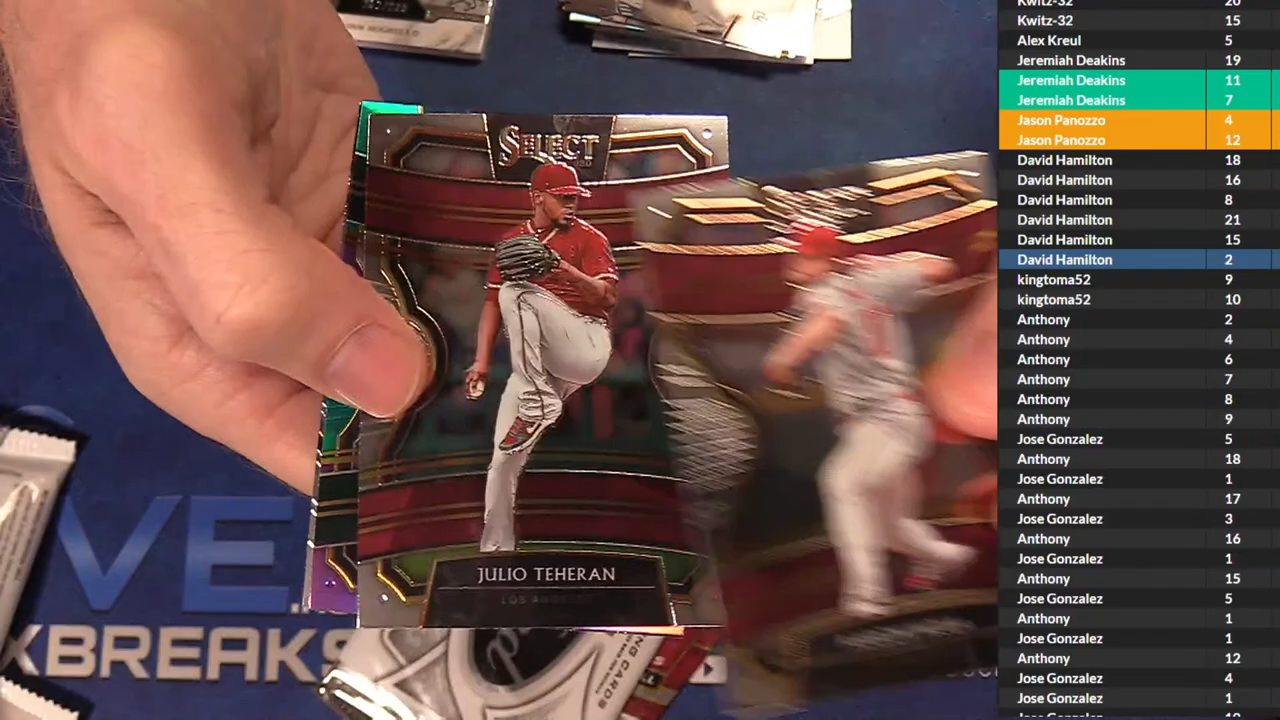 SELECT
JULIO TEHERAN
LOS ANGELES
VE
XBREAKS
Kwitz-32 20
Kwitz-32 15
Alex Kreul 5
Jeremiah Deakins 19
Jeremiah Deakins 11
Jeremiah Deakins 7
Jason Panozzo 4
Jason Panozzo 12
David Hamilton 18
David Hamilton 16
David Hamilton 8
David Hamilton 21
David Hamilton 15
David Hamilton 2
kingtoma52 9
kingtoma52 10
Anthony 2
Anthony 4
Anthony 6
Anthony 7
Anthony 8
Anthony 9
Jose Gonzalez 5
Anthony 18
Jose Gonzalez 1
Anthony 17
Jose Gonzalez 3
Anthony 16
Jose Gonzalez 1
Anthony 15
Jose Gonzalez 5
Anthony 1
Jose Gonzalez 1
Anthony 12
Jose Gonzalez 4
Jose Gonzalez 1